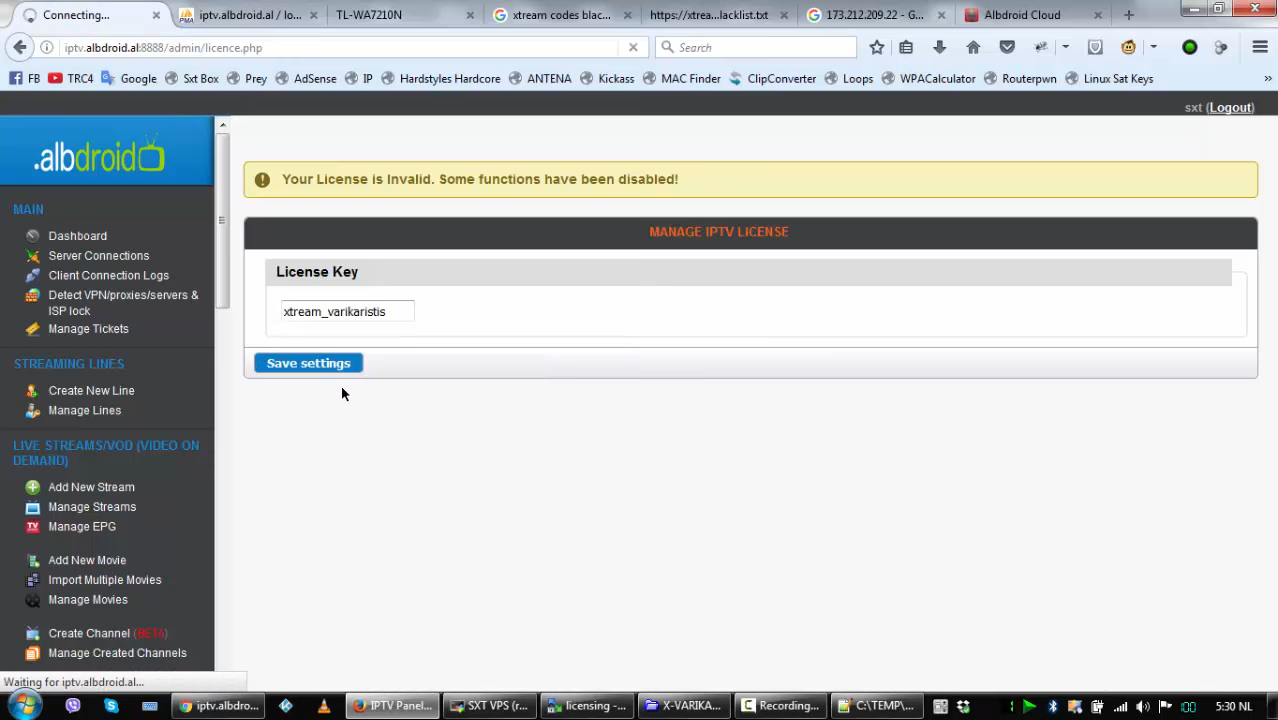 Connecting...
iptv.albdroid.al / lo...
TL-WA7210N
xtream codes blac...
https://xtrea...lacklist.txt
173.212.209.22 - G...
Albdroid Cloud
iptv.albdroid.al:8888/admin/licence.php
Search
FB
TRC4
Google
Sxt Box
Prey
AdSense
IP
Hardstyles Hardcore
ANTENA
Kickass
MAC Finder
ClipConverter
Loops
WPACalculator
Routerpwn
Linux Sat Keys
»
sxt (Logout)
.albdroid
Your License is Invalid. Some functions have been disabled!
MANAGE IPTV LICENSE
License Key
xtream_varikaristis
Save settings
MAIN
Dashboard
Server Connections
Client Connection Logs
Detect VPN/proxies/servers &
ISP lock
Manage Tickets
STREAMING LINES
Create New Line
Manage Lines
LIVE STREAMS/VOD (VIDEO ON
DEMAND)
Add New Stream
Manage Streams
TV Manage EPG
Add New Movie
Import Multiple Movies
Manage Movies
Create Channel (BETA)
Manage Created Channels
Waiting for iptv.albdroid.al...
iptv.albdro...
IPTV Panel...
SXT VPS (r...
licensing -...
X-VARIKA...
Recording...
C:\TEMP\...
5:30 NL